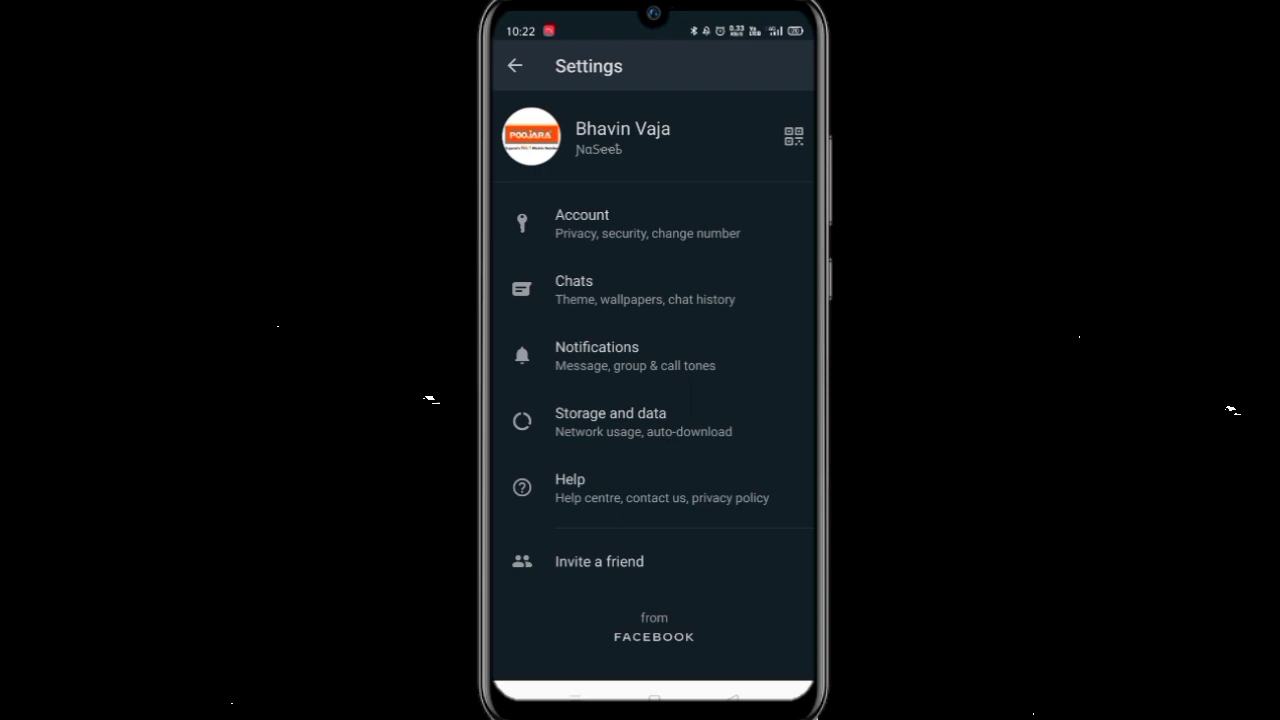 10:22
Settings
POOJARA
Bhavin Vaja
NaSeeb
Account
Privacy, security, change number
Chats
Theme, wallpapers, chat history
Notifications
Message, group & call tones
Storage and data
Network usage, auto-download
Help
Help centre, contact us, privacy policy
Invite a friend
from
FACEBOOK